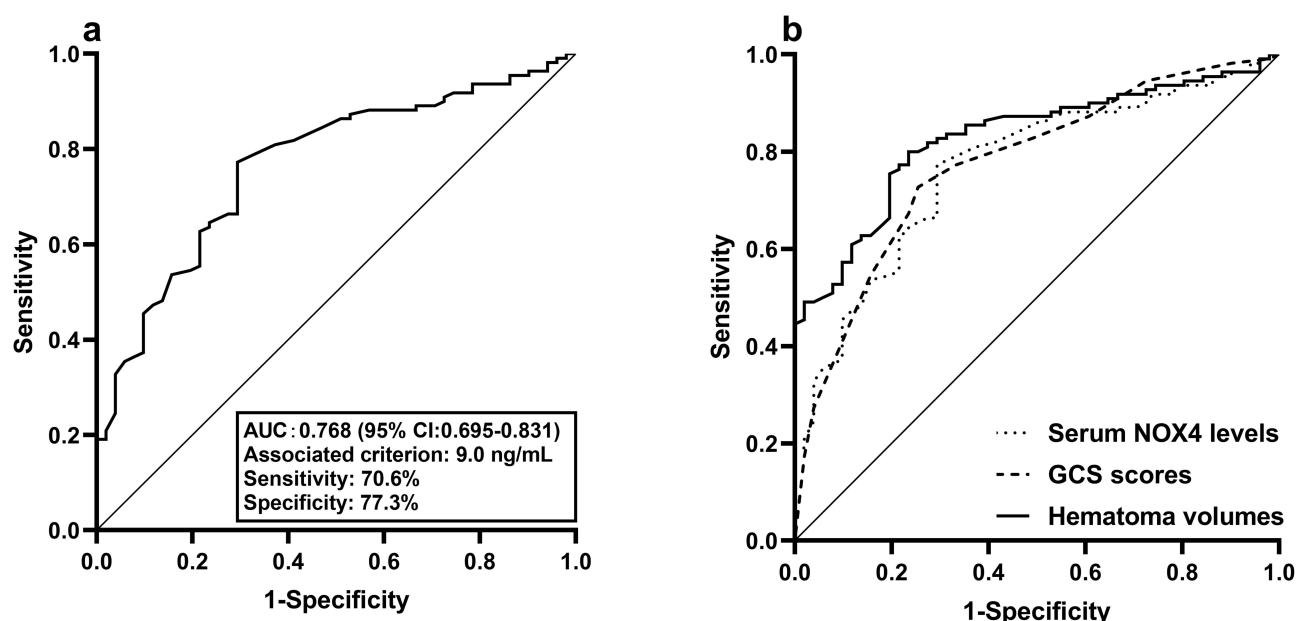 a
1.0
0.8
0.6
0.4
0.2
0.0
Sensitivity
AUC:0.768 (95% CI:0.695-0.831)
Associated criterion: 9.0 ng/mL
Sensitivity: 70.6%
Specificity: 77.3%
0.0 0.2 0.4 0.6 0.8 1.0
1-Specificity
b
1.0
0.8
0.6
0.4
0.2
0.0
Sensitivity
Serum NOX4 levels
GCS scores
Hematoma volumes
0.0 0.2 0.4 0.6 0.8 1.0
1-Specificity